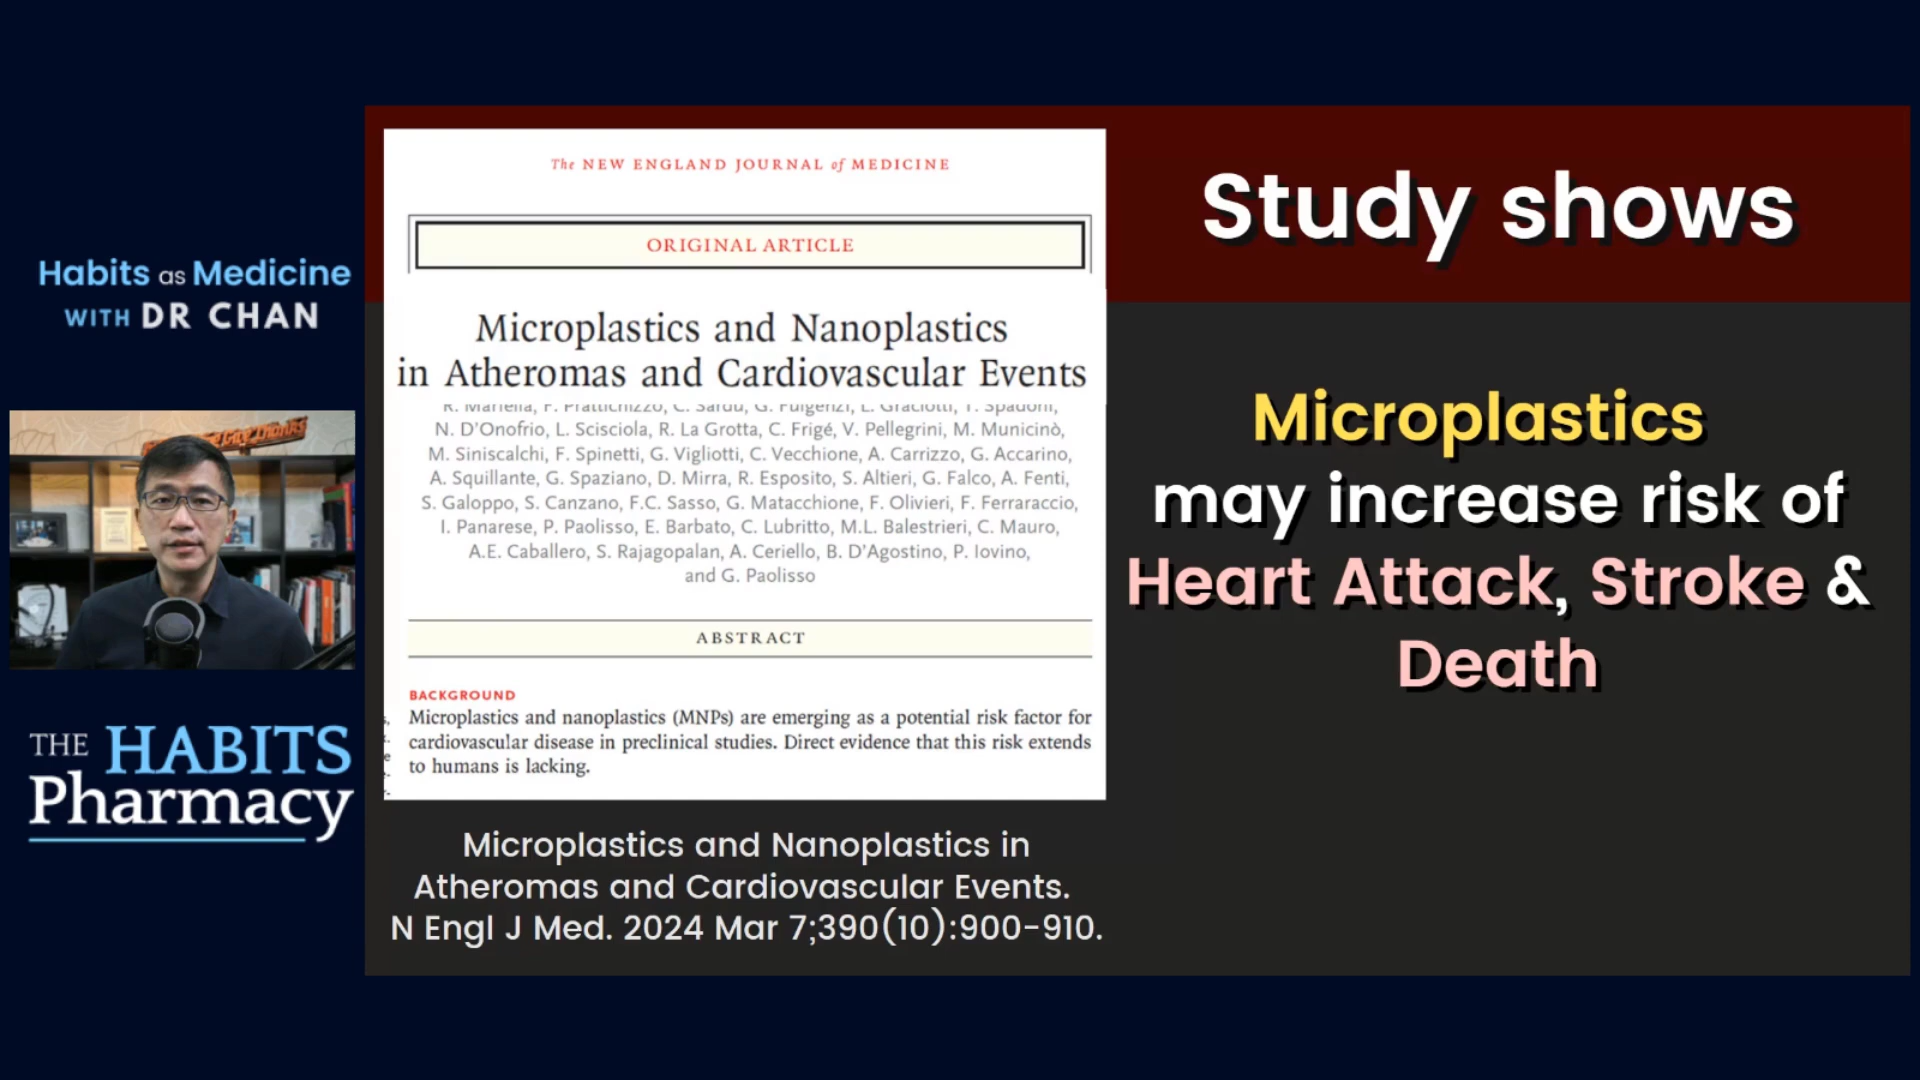 Habits as Medicine
WITH DR CHAN
THE HABITS
Pharmacy
The NEW ENGLAND JOURNAL of MEDICINE
ORIGINAL ARTICLE
Microplastics and Nanoplastics
in Atheromas and Cardiovascular Events
R. Marfella, F. Prattichizzo, C. Sardu, G. Fulgenzi, L. Graciotti, T. Spadoni,
N. D'Onofrio, L. Scisciola, R. La Grotta, C. Frigé, V. Pellegrini, M. Municinò,
M. Siniscalchi, F. Spinetti, G. Vigliotti, C. Vecchione, A. Carrizzo, G. Accarino,
A. Squillante, G. Spaziano, D. Mirra, R. Esposito, S. Altieri, G. Falco, A. Fenti,
S. Galoppo, S. Canzano, F.C. Sasso, G. Matacchione, F. Olivieri, F. Ferraraccio,
I. Panarese, P. Paolisso, E. Barbato, C. Lubritto, M.L. Balestrieri, C. Mauro,
A.E. Caballero, S. Rajagopalan, A. Ceriello, B. D'Agostino, P. Iovino,
and G. Paolisso
ABSTRACT
BACKGROUND
Microplastics and nanoplastics (MNPs) are emerging as a potential risk factor for
cardiovascular disease in preclinical studies. Direct evidence that this risk extends
to humans is lacking.
Microplastics and Nanoplastics in
Atheromas and Cardiovascular Events.
N Engl J Med. 2024 Mar 7;390(10):900-910.
Study shows
Microplastics
may increase risk of
Heart Attack, Stroke &
Death